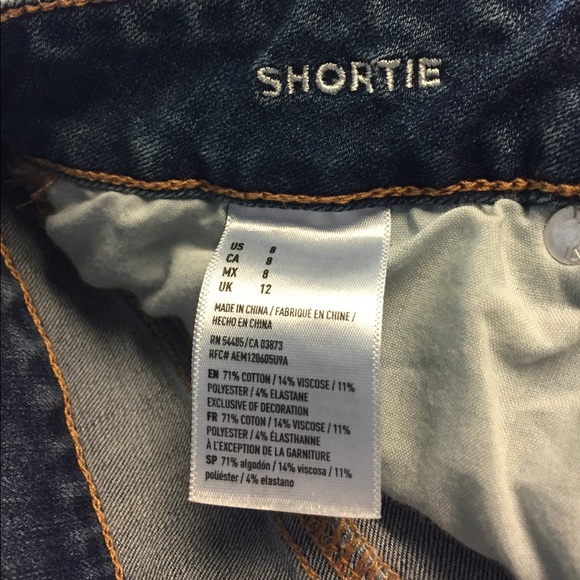 SHORTIE
US 8
CA 8
MX 8
UK 12
MADE IN CHINA / FABRIQUÉ EN CHINE /
HECHO EN CHINA
RN 54485/CA 03873
RFC# AEM120605U9A
EN 71% COTTON / 14% VISCOSE / 11%
POLYESTER / 4% ELASTANE
EXCLUSIVE OF DECORATION
FR 71% COTON / 14% VISCOSE / 11%
POLYESTER / 4% ÉLASTHANNE
À L'EXCEPTION DE LA GARNITURE
SP 71% algodón / 14% viscosa / 11%
poliéster / 4% elastano